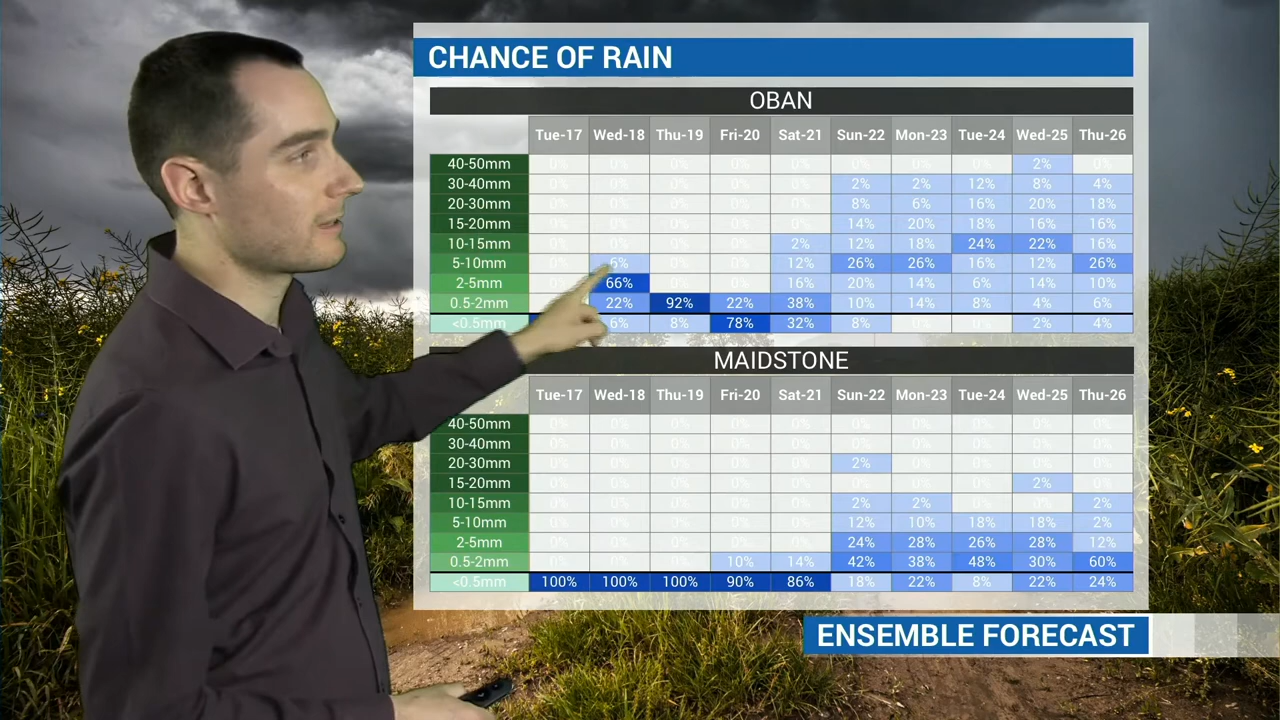 CHANCE OF RAIN
OBAN
Tue-17 Wed-18 Thu-19 Fri-20 Sat-21 Sun-22 Mon-23 Tue-24 Wed-25 Thu-26
40-50mm 0% 0% 0% 0% 0% 0% 0% 0% 2% 0%
30-40mm 0% 0% 0% 0% 0% 2% 2% 12% 8% 4%
20-30mm 0% 0% 0% 0% 0% 8% 6% 16% 20% 18%
15-20mm 0% 0% 0% 0% 0% 14% 20% 18% 16% 16%
10-15mm 0% 0% 0% 0% 2% 12% 18% 24% 22% 16%
5-10mm 0% 6% 0% 0% 12% 26% 26% 16% 12% 26%
2-5mm 66% 0% 0% 16% 20% 14% 6% 14% 10%
0.5-2mm 22% 92% 22% 38% 10% 14% 8% 4% 6%
<0.5mm 6% 8% 78% 32% 8% 0% 0% 2% 4%
MAIDSTONE
Tue-17 Wed-18 Thu-19 Fri-20 Sat-21 Sun-22 Mon-23 Tue-24 Wed-25 Thu-26
40-50mm 0% 0% 0% 0% 0% 0% 0% 0% 0% 0%
30-40mm 0% 0% 0% 0% 0% 0% 0% 0% 0% 0%
20-30mm 0% 0% 0% 0% 0% 2% 0% 0% 0% 0%
15-20mm 0% 0% 0% 0% 0% 0% 0% 0% 2% 0%
10-15mm 0% 0% 0% 0% 0% 2% 2% 0% 0% 2%
5-10mm 0% 0% 0% 0% 0% 12% 10% 18% 18% 2%
2-5mm 0% 0% 0% 0% 0% 24% 28% 26% 28% 12%
0.5-2mm 0% 0% 0% 10% 14% 42% 38% 48% 30% 60%
<0.5mm 100% 100% 100% 90% 86% 18% 22% 8% 22% 24%
ENSEMBLE FORECAST